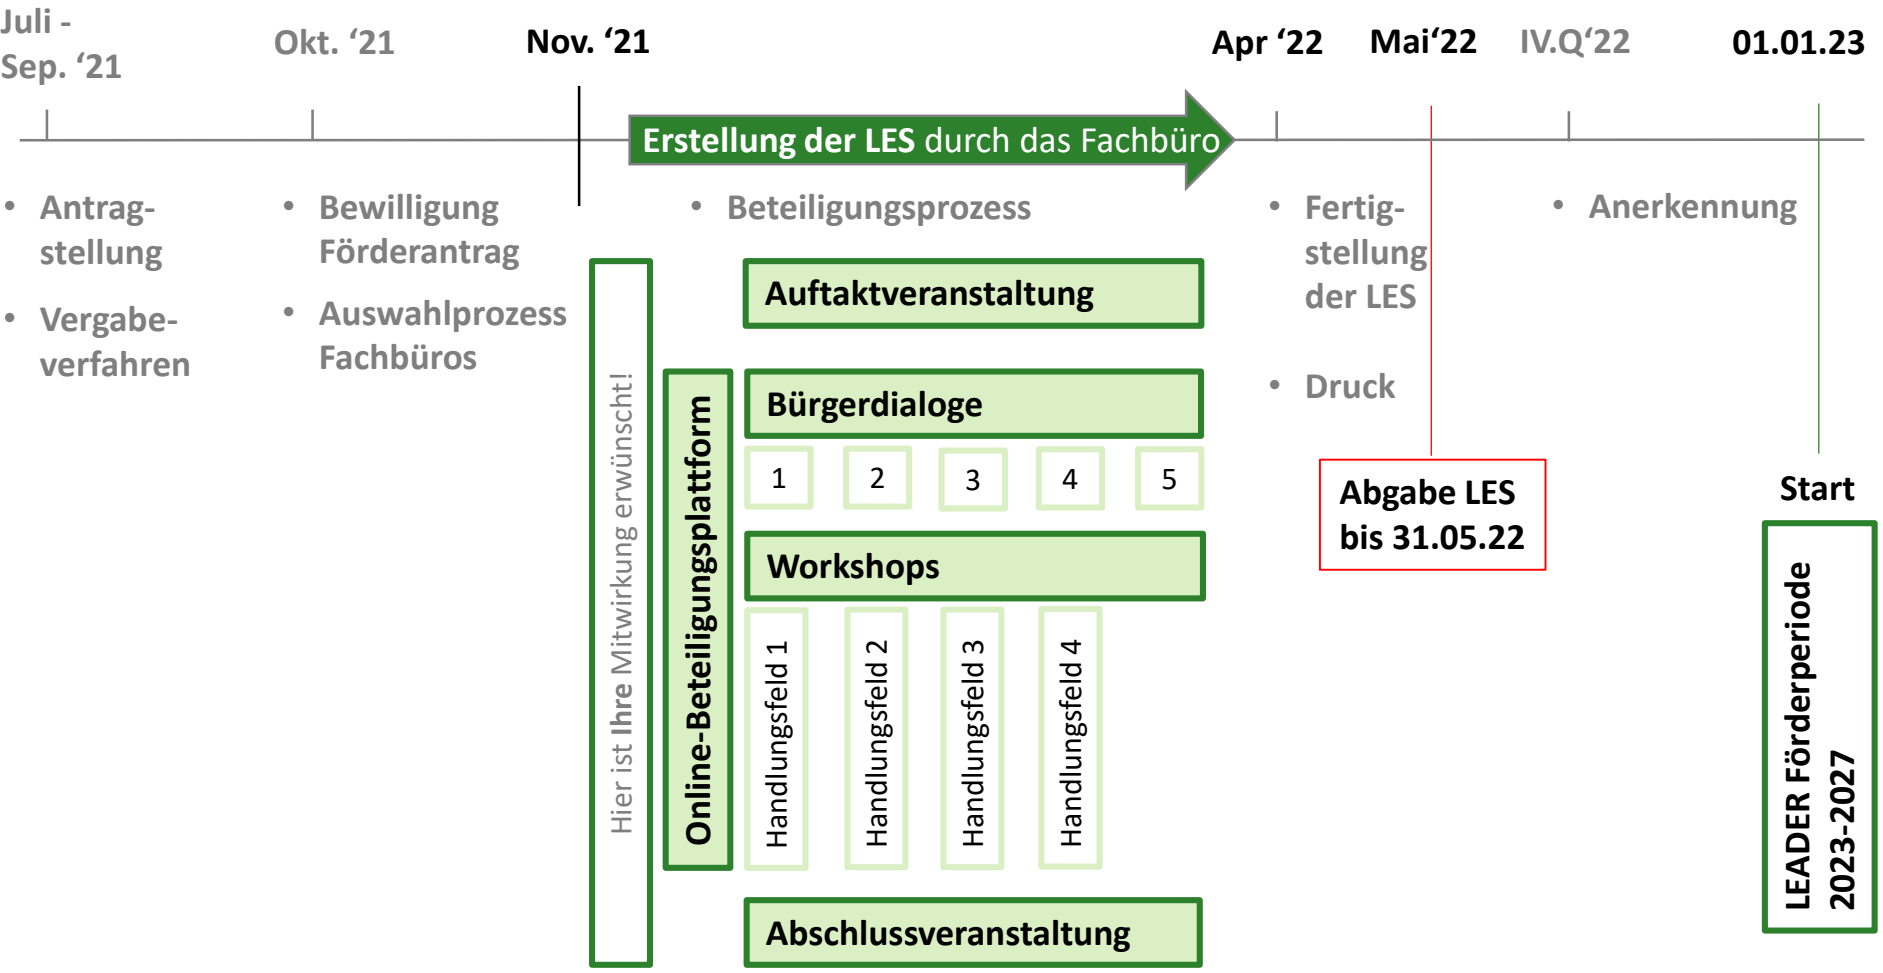 Juli -
Sep. ‘21
Okt. ‘21
Nov. ‘21
Apr ‘22
Mai‘22
IV.Q‘22
01.01.23
Erstellung der LES durch das Fachbüro
• Antrag-
stellung
• Vergabe-
verfahren
• Bewilligung
Förderantrag
• Auswahlprozess
Fachbüros
• Beteiligungsprozess
Hier ist Ihre Mitwirkung erwünscht!
Online-Beteiligungsplattform
Auftaktveranstaltung
Bürgerdialoge
1
2
3
4
5
Workshops
Handlungsfeld 1
Handlungsfeld 2
Handlungsfeld 3
Handlungsfeld 4
Abschlussveranstaltung
• Fertig-
stellung
der LES
• Druck
Abgabe LES
bis 31.05.22
• Anerkennung
Start
LEADER Förderperiode
2023-2027